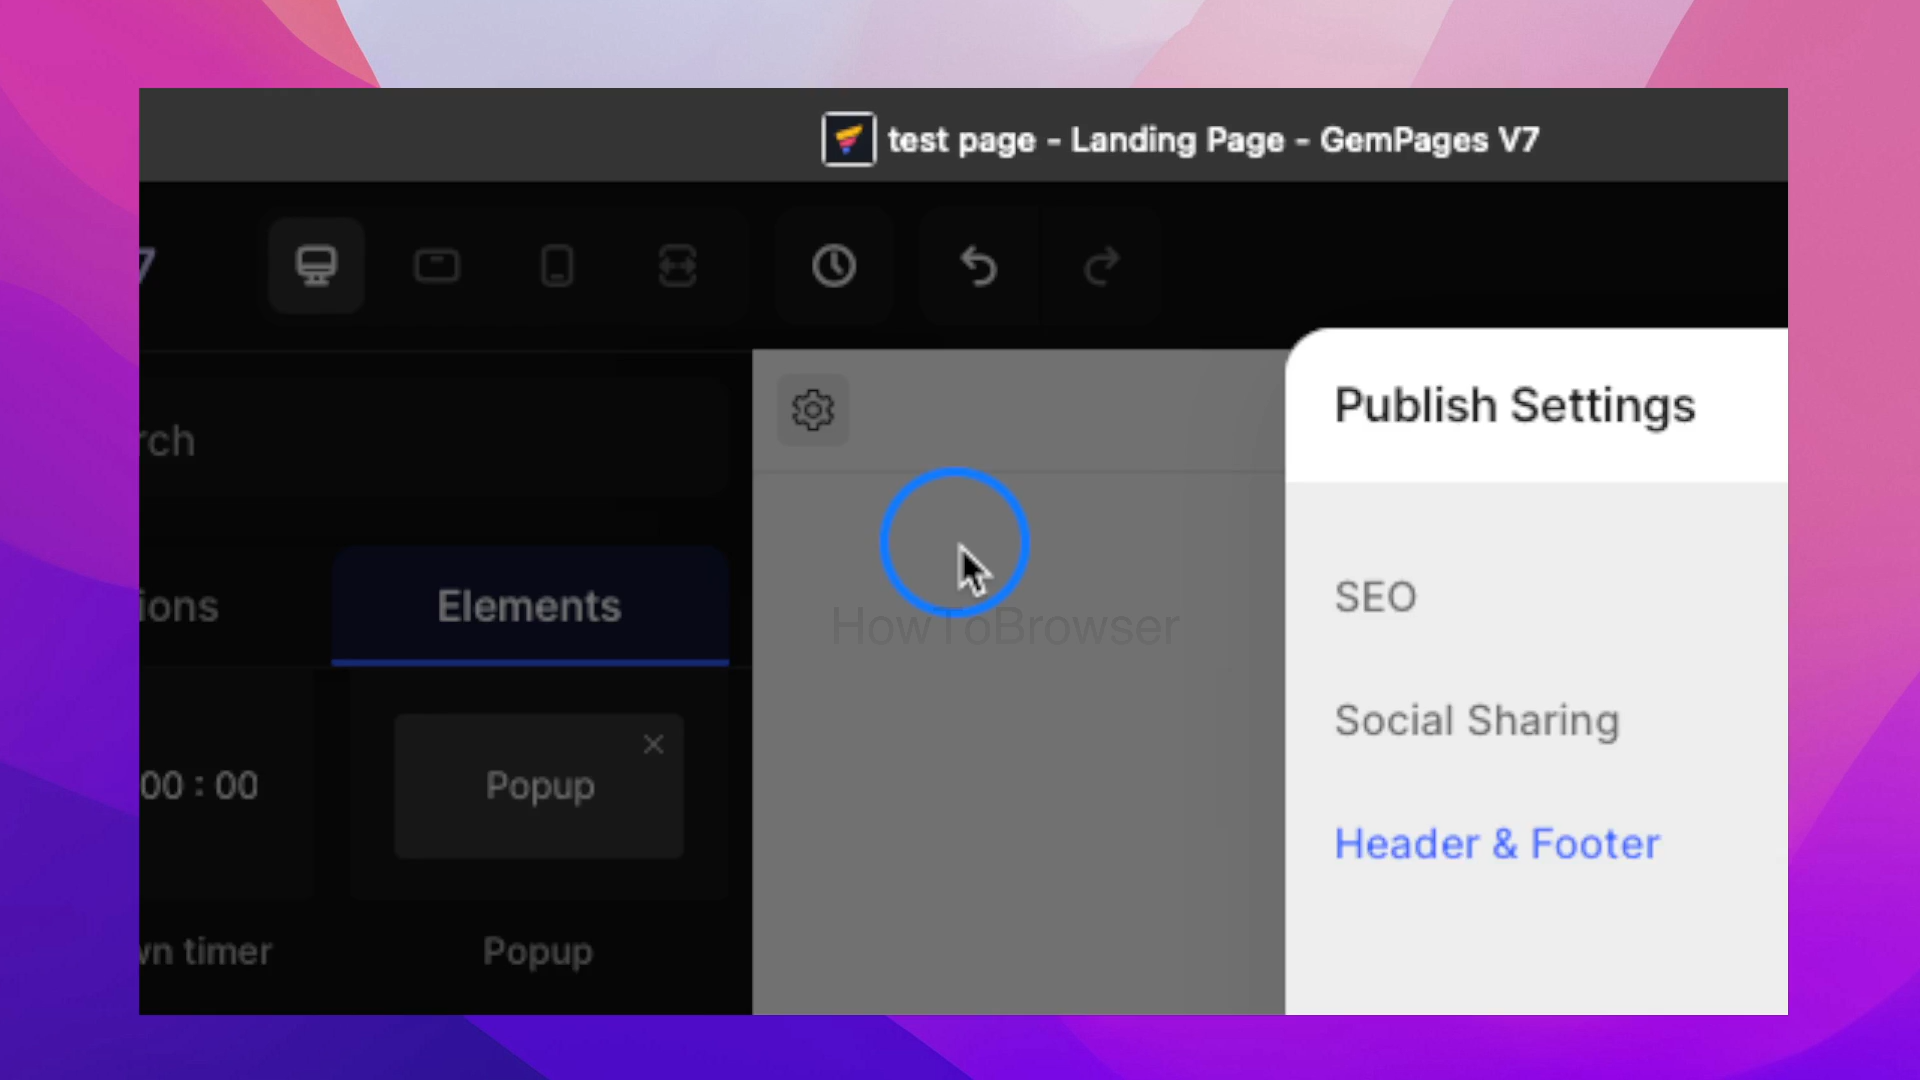 test page - Landing Page - GemPages V7
7
rch
Publish Settings
ions
Elements
SEO
HowToBrowser
Social Sharing
00 : 00
Popup
Header & Footer
wn timer
Popup